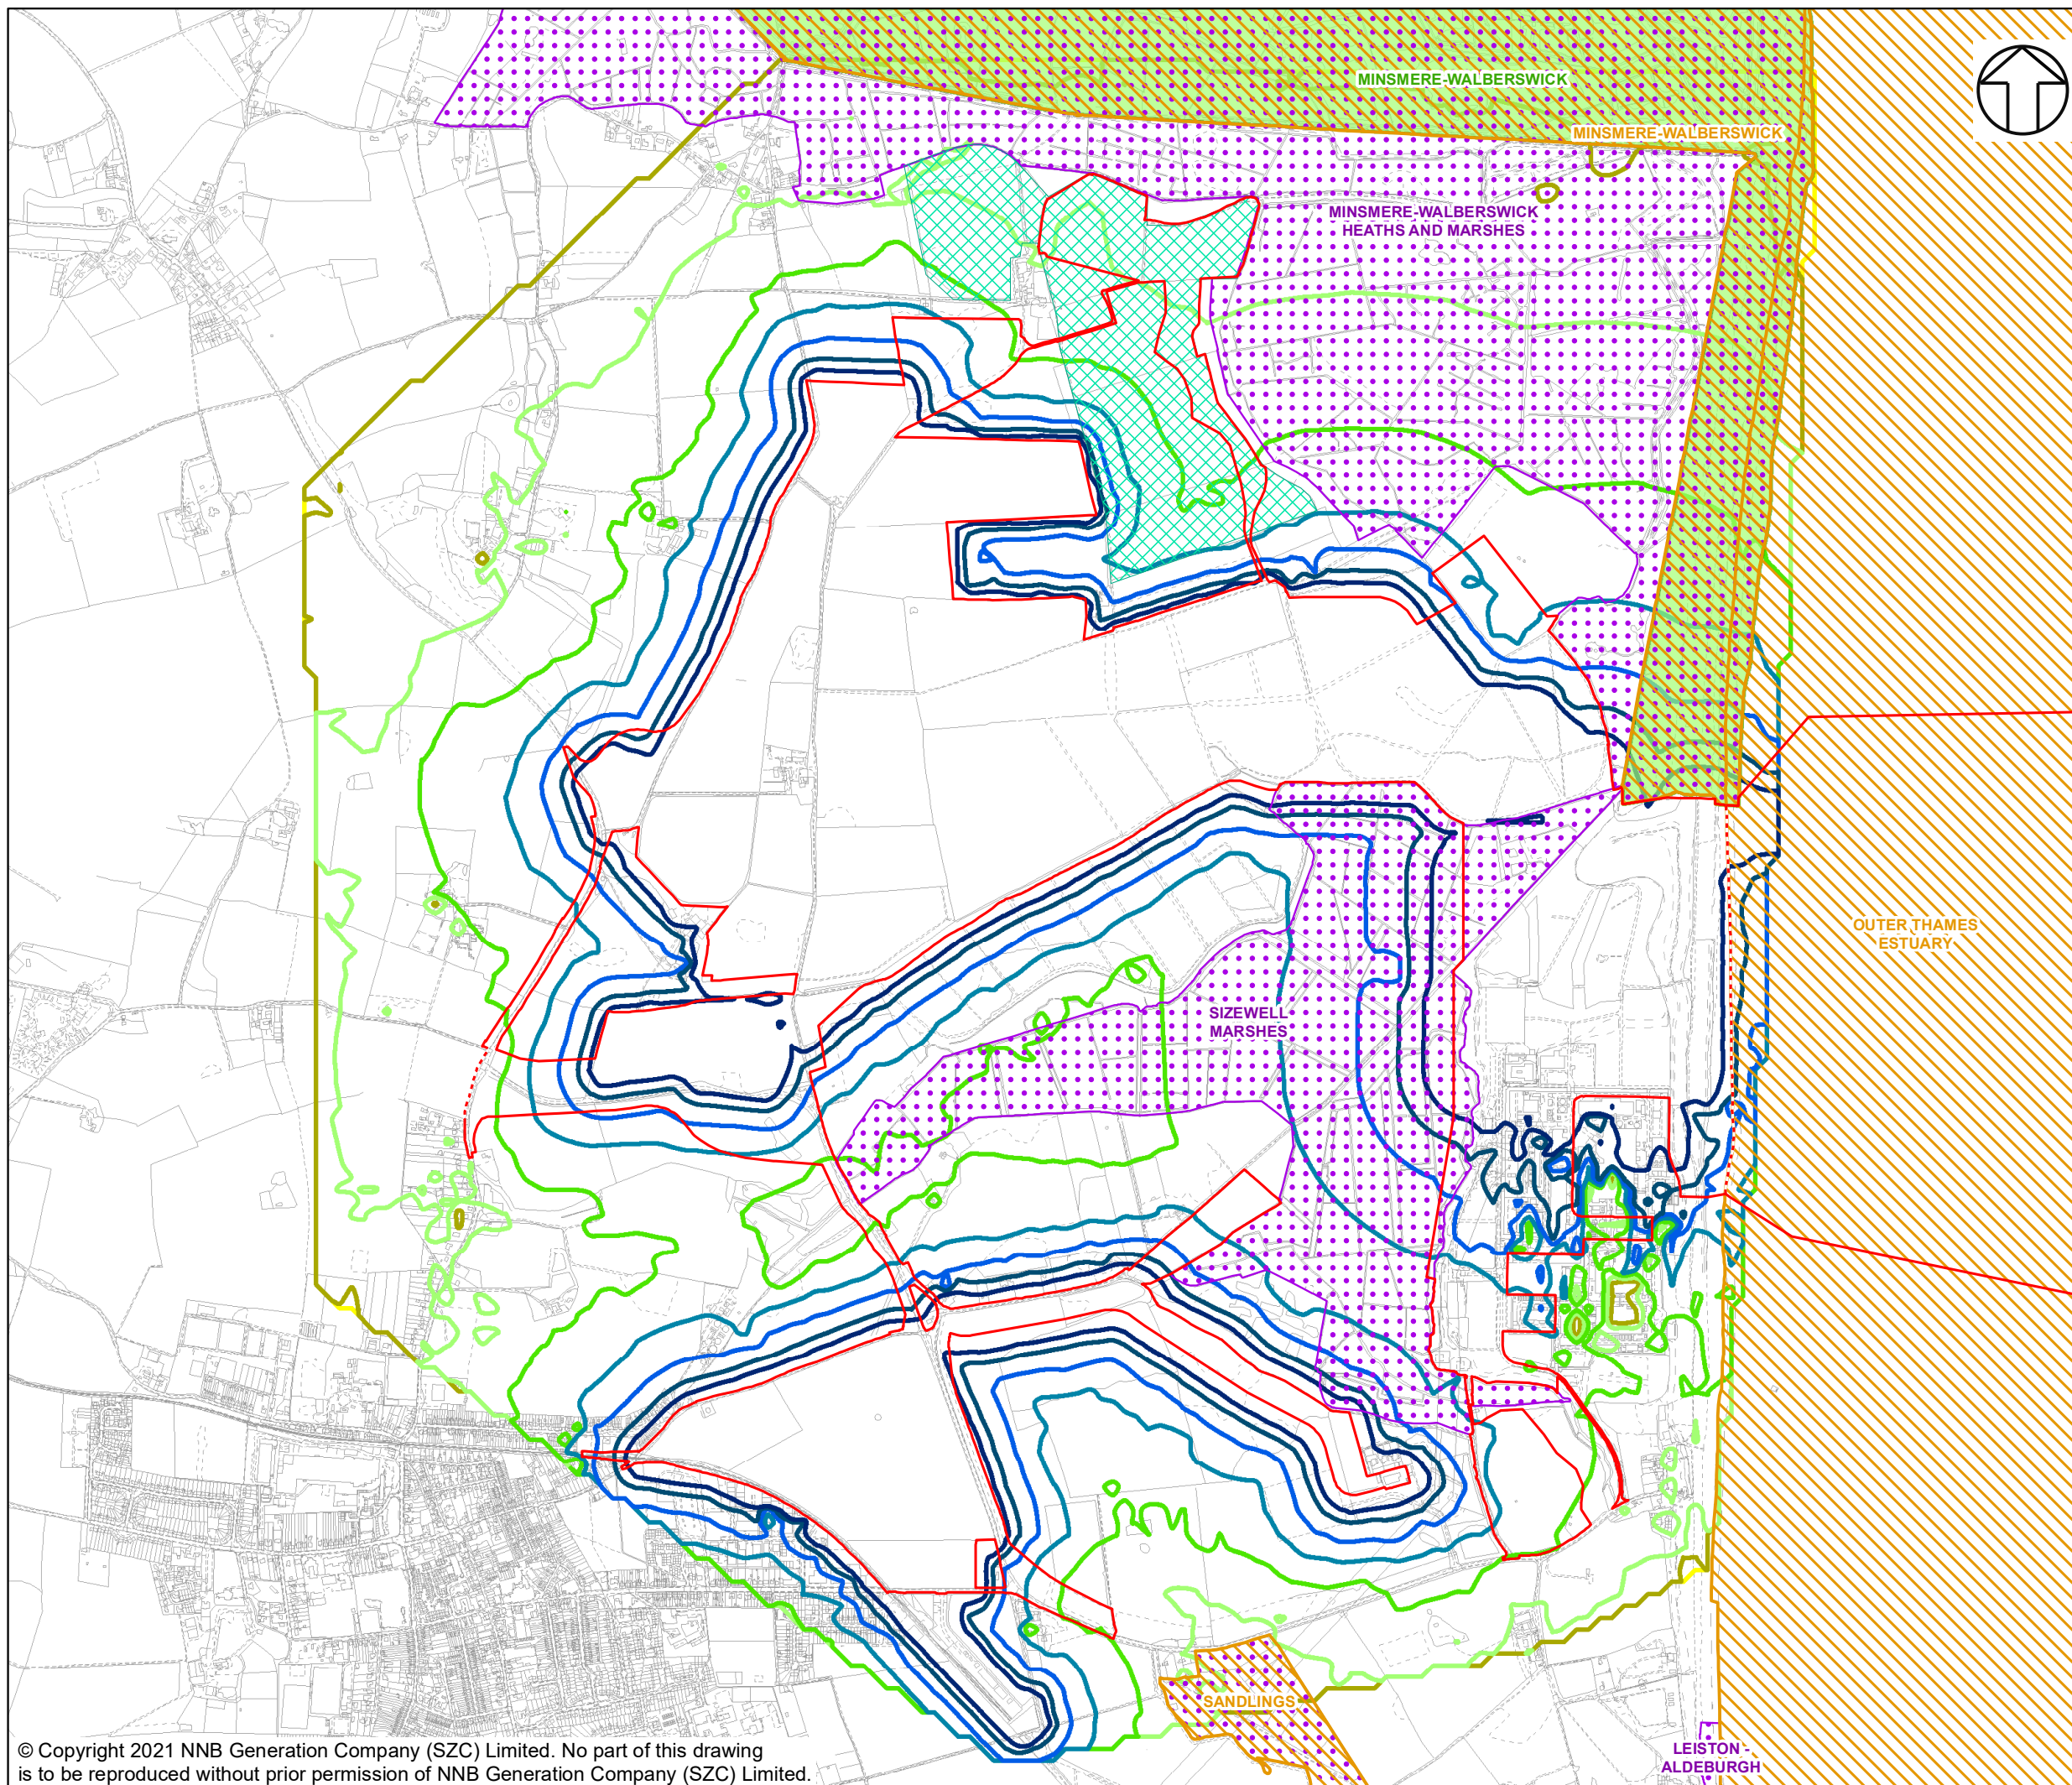 MINSMERE-WALBERSWICK
MINSMERE-WALBERSWICK
MINSMERE-WALBERSWICK
HEATHS AND MARSHES
OUTER THAMES
ESTUARY
SIZEWELL
MARSHES
SANDLINGS
LEISTON -
ALDEBURGH
© Copyright 2021 NNB Generation Company (SZC) Limited. No part of this drawing
is to be reproduced without prior permission of NNB Generation Company (SZC) Limited.